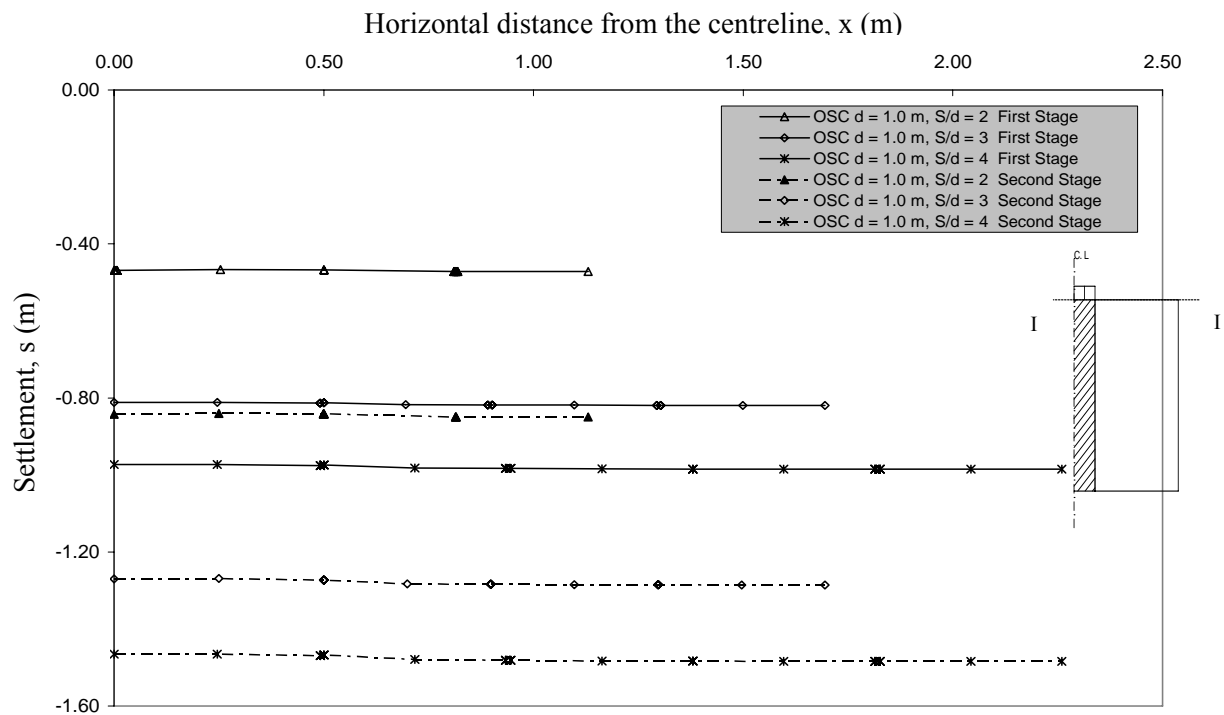 Horizontal distance from the centreline, x (m)
0.00 0.50 1.00 1.50 2.00 2.50
0.00
-0.40
-0.80
-1.20
-1.60
Settlement, s (m)
OSC d = 1.0 m, S/d = 2 First Stage
OSC d = 1.0 m, S/d = 3 First Stage
OSC d = 1.0 m, S/d = 4 First Stage
OSC d = 1.0 m, S/d = 2 Second Stage
OSC d = 1.0 m, S/d = 3 Second Stage
OSC d = 1.0 m, S/d = 4 Second Stage
C. L
I I